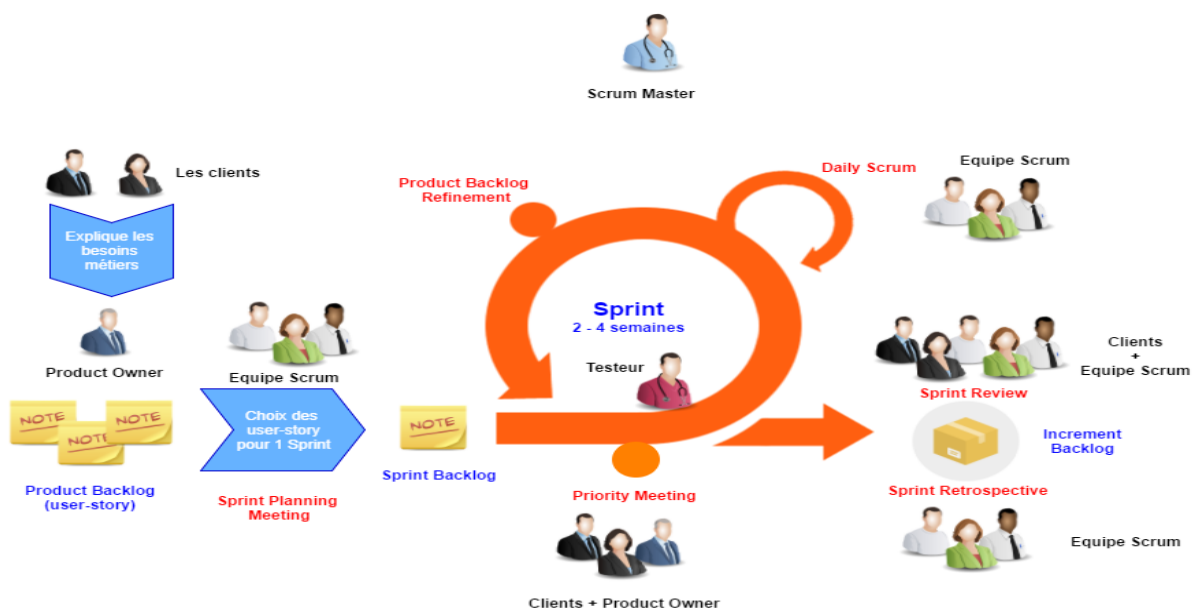 Scrum Master
Les clients
Explique les
besoins
métiers
Product Owner
NOTE
NOTE
NOTE
Product Backlog
(user-story)
Equipe Scrum
Choix des
user-story
pour 1 Sprint
Sprint Planning
Meeting
NOTE
Sprint Backlog
Product Backlog
Refinement
Sprint
2 - 4 semaines
Testeur
Priority Meeting
Clients + Product Owner
Daily Scrum
Equipe Scrum
Clients
+
Equipe Scrum
Sprint Review
Increment
Backlog
Sprint Retrospective
Equipe Scrum